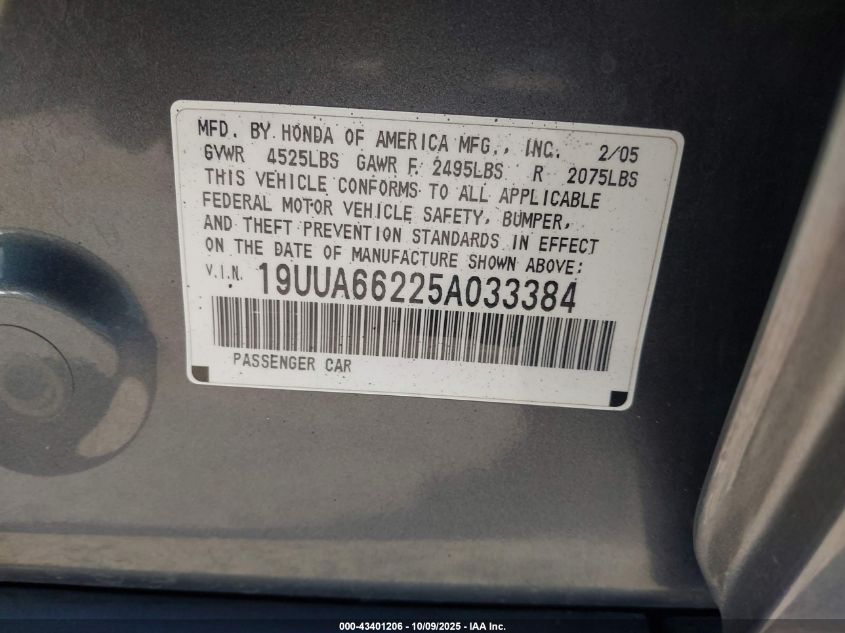 MFD. BY HONDA OF AMERICA MFG., INC. 2/05
GVWR 4525LBS GAWR F. 2495LBS R 2075LBS
THIS VEHICLE CONFORMS TO ALL APPLICABLE
FEDERAL MOTOR VEHICLE SAFETY, BUMPER,
AND THEFT PREVENTION STANDARDS IN EFFECT
ON THE DATE OF MANUFACTURE SHOWN ABOVE:
V.I.N. 19UUA66225A033384
PASSENGER CAR
000-43401206 - 10/09/2025 - IAA Inc.